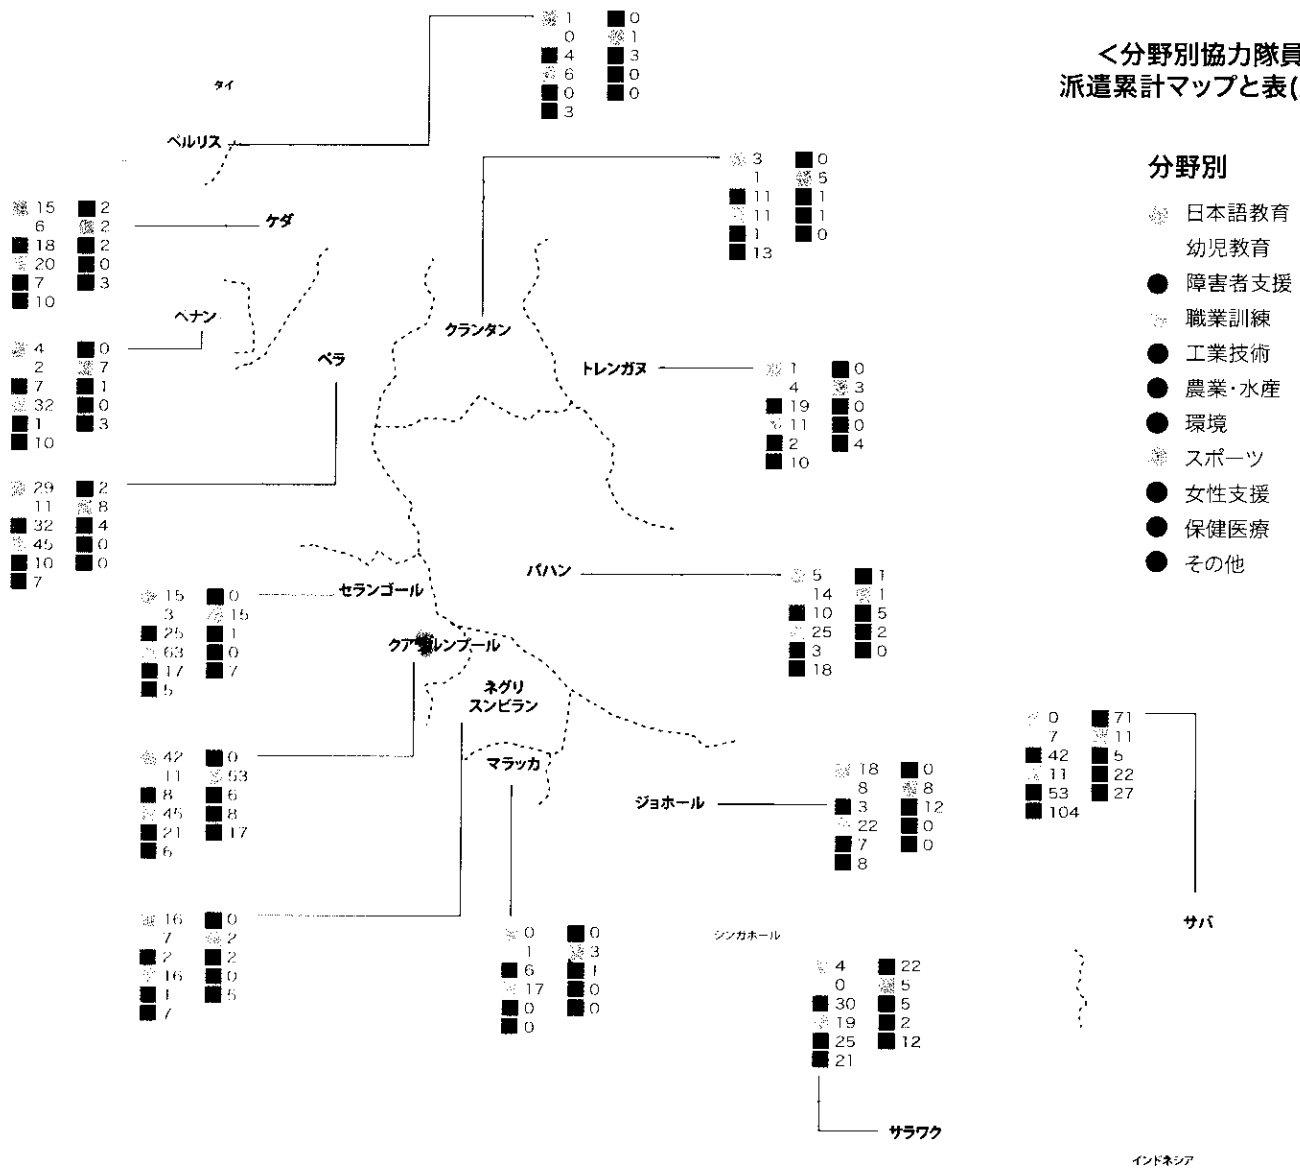 <分野別協力隊員
派遣累計マップと表(
分野別
日本語教育
幼児教育
障害者支援
職業訓練
工業技術
農業・水産
環境
スポーツ
女性支援
保健医療
その他
タイ
ペルリス
1 0
0 1
4 3
6 0
0 0
3
クランタン
3 0
1 5
11 1
11 1
1 0
13
ケダ
15 2
6 2
18 2
20 0
7 3
10
ペナン
4 0
2 7
7 1
32 0
1 3
10
ペラ
29 2
11 8
32 4
45 0
10 0
7
トレンガヌ
1 0
4 3
19 0
11 0
2 4
10
パハン
5 1
14 1
10 5
25 2
3 0
18
セランゴール
15 0
3 15
25 1
63 0
17 7
5
クアラルンプール
42 0
11 53
8 6
45 8
21 17
6
ネグリ
スンビラン
16 0
7 2
2 2
16 0
1 5
7
マラッカ
0 0
1 3
6 1
17 0
0 0
0
ジョホール
18 0
8 8
3 12
22 0
7 0
8
シンガポール
サバ
0 71
7 11
42 5
11 22
53 27
104
サラワク
4 22
0 5
30 5
19 2
25 12
21
インドネシア